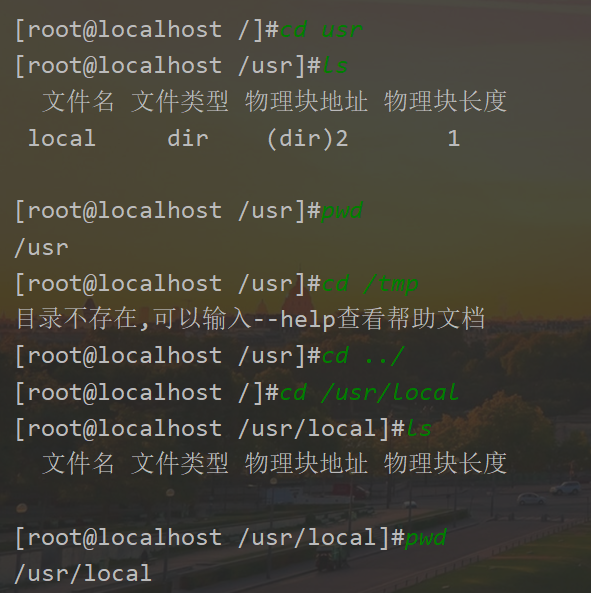 [root@localhost /]#cd usr
[root@localhost /usr]#ls
文件名 文件类型 物理块地址 物理块长度
local dir (dir)2 1
[root@localhost /usr]#pwd
/usr
[root@localhost /usr]#cd /tmp
目录不存在,可以输入--help查看帮助文档
[root@localhost /usr]#cd ../
[root@localhost /]#cd /usr/local
[root@localhost /usr/local]#ls
文件名 文件类型 物理块地址 物理块长度
[root@localhost /usr/local]#pwd
/usr/local